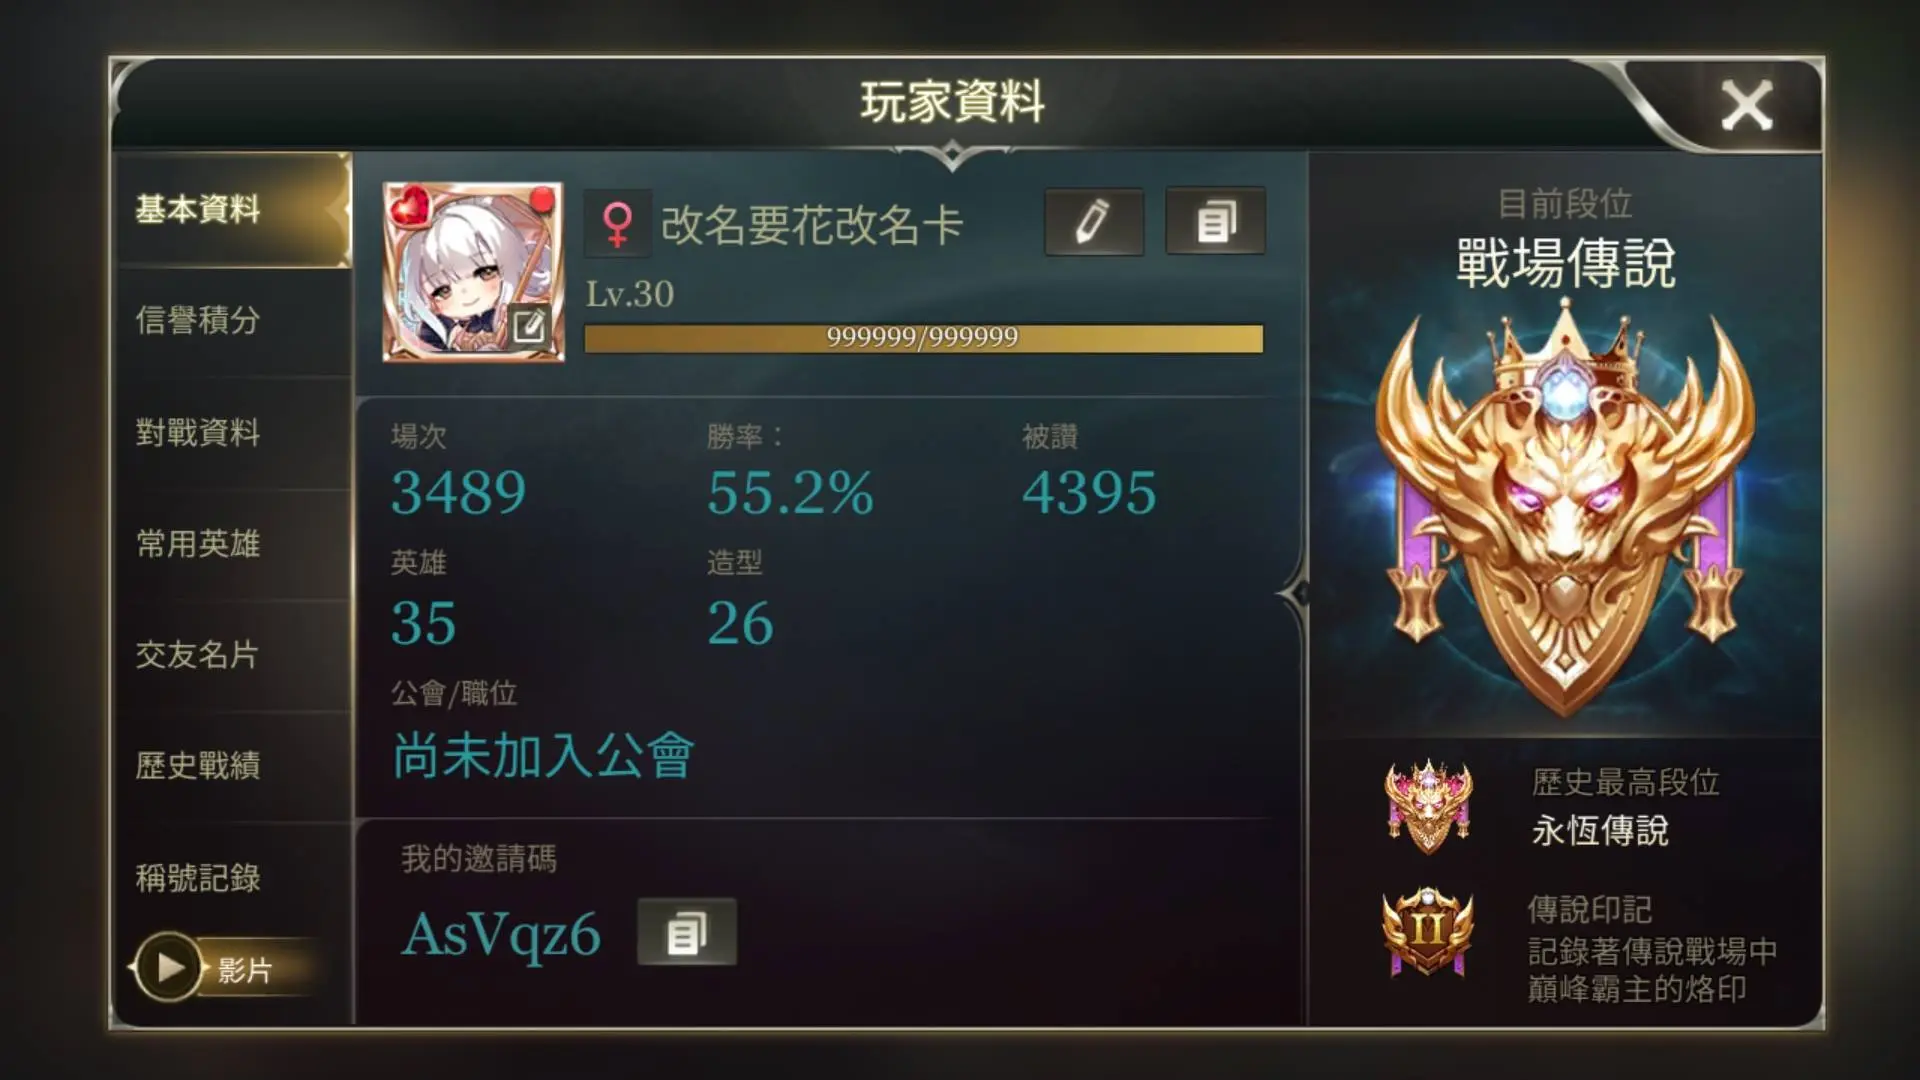 玩家資料
基本資料
信譽積分
對戰資料
常用英雄
交友名片
歷史戰績
稱號記錄
影片
改名要花改名卡
Lv.30
999999/999999
場次
勝率：
被讚
3489
55.2%
4395
英雄
造型
35
26
公會/職位
尚未加入公會
我的邀請碼
AsVqz6
目前段位
戰場傳說
歷史最高段位
永恆傳說
II
傳說印記
記錄著傳說戰場中
巔峰霸主的烙印